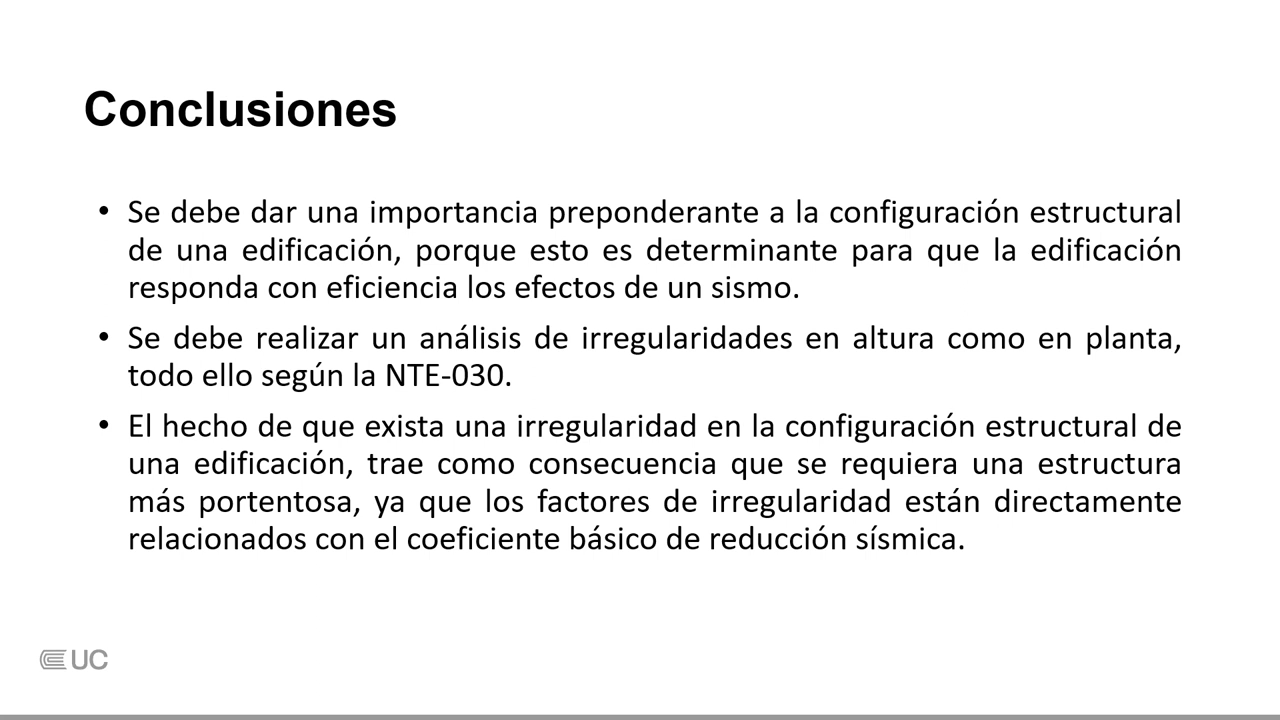 Conclusiones
• Se debe dar una importancia preponderante a la configuración estructural
de una edificación, porque esto es determinante para que la edificación
responda con eficiencia los efectos de un sismo.
• Se debe realizar un análisis de irregularidades en altura como en planta,
todo ello según la NTE-030.
• El hecho de que exista una irregularidad en la configuración estructural de
una edificación, trae como consecuencia que se requiera una estructura
más portentosa, ya que los factores de irregularidad están directamente
relacionados con el coeficiente básico de reducción sísmica.
UC